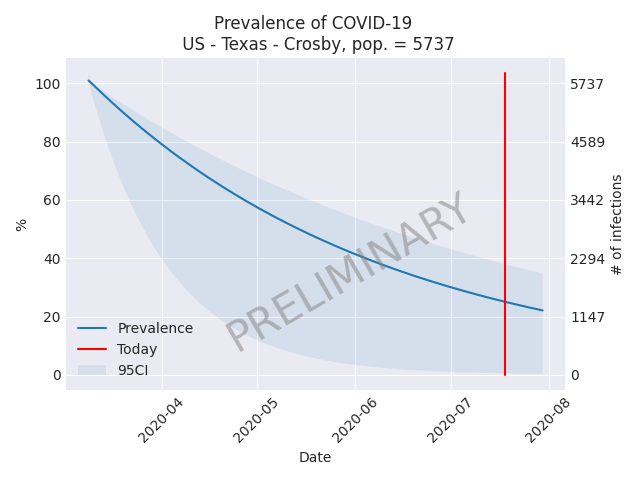 Prevalence of COVID-19
US - Texas - Crosby, pop. = 5737
100
80
60
40
20
0
%
5737
4589
3442
2294
1147
0
# of infections
PRELIMINARY
Prevalence
Today
95CI
2020-04
2020-05
2020-06
2020-07
2020-08
Date